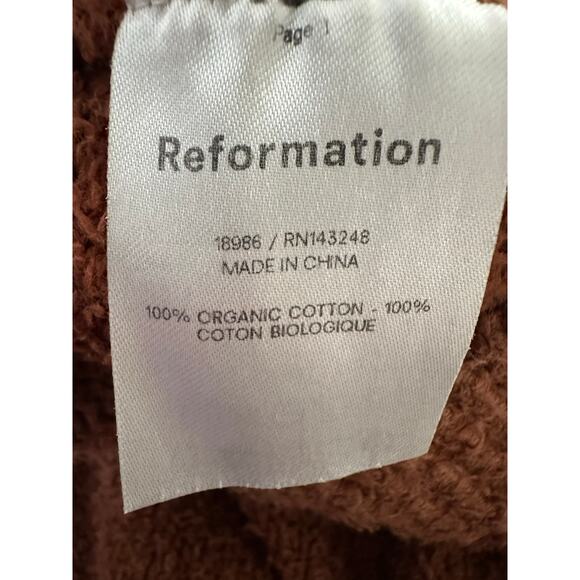 Page 1
Reformation
18986 / RN143248
MADE IN CHINA
100% ORGANIC COTTON - 100%
COTON BIOLOGIQUE